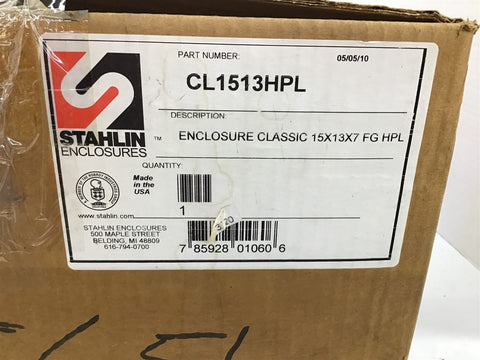 PART NUMBER: 05/05/10
CL1513HPL
DESCRIPTION:
STAHLIN ™
ENCLOSURES
ENCLOSURE CLASSIC 15X13X7 FG HPL
QUANTITY:
Made
in the
USA
1
www.stahlin.com
STAHLIN ENCLOSURES
500 MAPLE STREET
BELDING, MI 48809
616-794-0700
7 85928 01060 6